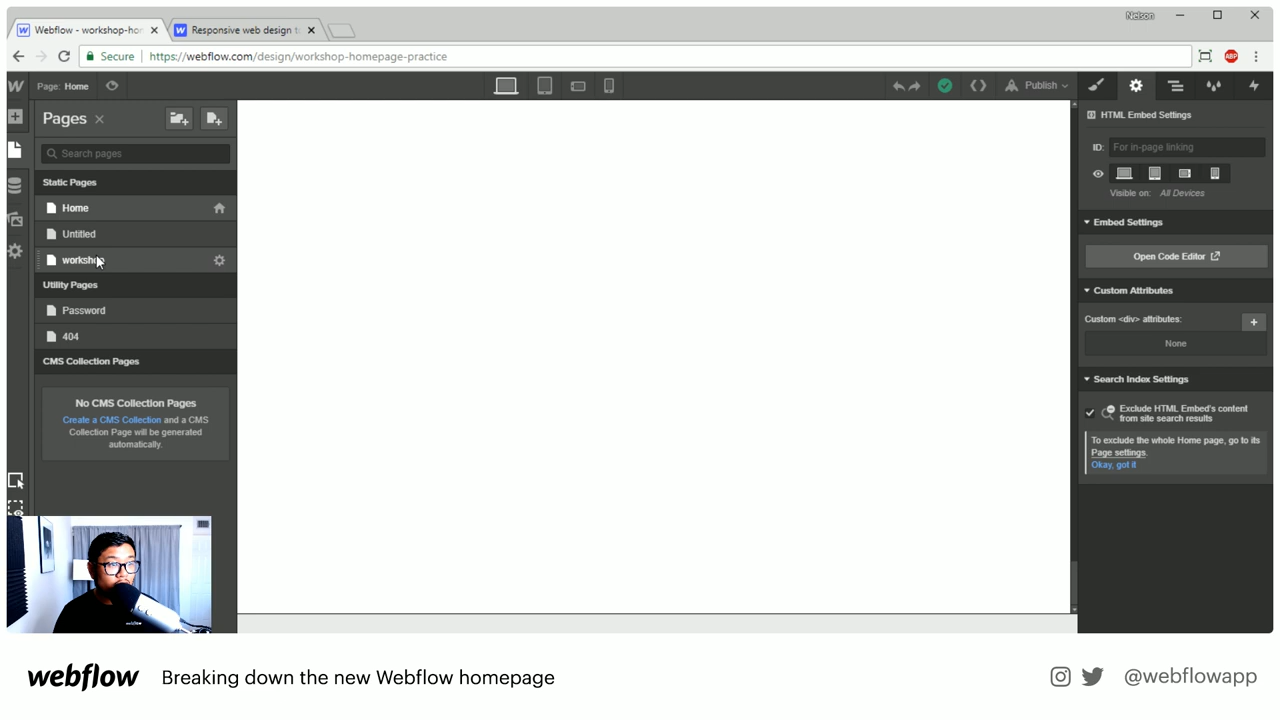 Nelson
Webflow - workshop-hor
Responsive web design t
Secure https://webflow.com/design/workshop-homepage-practice
ABP
Page: Home
Publish
Pages
Search pages
Static Pages
Home
Untitled
workshop
Utility Pages
Password
404
CMS Collection Pages
No CMS Collection Pages
Create a CMS Collection and a CMS
Collection Page will be generated
automatically.
HTML Embed Settings
ID: For in-page linking
Visible on: All Devices
Embed Settings
Open Code Editor
Custom Attributes
Custom <div> attributes:
+
None
Search Index Settings
Exclude HTML Embed's content
from site search results
To exclude the whole Home page, go to its
Page settings.
Okay, got it
webflow Breaking down the new Webflow homepage
@webflowapp